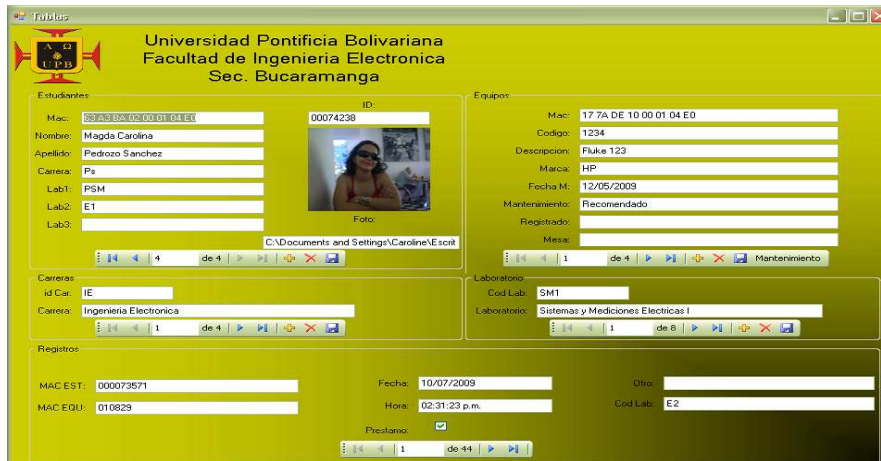 Tablas
Α Ω
UPB
Universidad Pontificia Bolivariana
Facultad de Ingenieria Electronica
Sec. Bucaramanga
Estudiantes
ID:
Mac: 63 A3 BA 02 00 01 04 E0
00074238
Nombre: Magda Carolina
Apellido: Pedrozo Sanchez
Carrera: Ps
Lab1: PSM
Lab2: E1
Lab3:
Foto:
C:\Documents and Settings\Caroline\Escrit
4 de 4
Equipos
Mac: 17 7A DE 10 00 01 04 E0
Codigo: 1234
Descripcion: Fluke 123
Marca: HP
Fecha M: 12/05/2009
Mantenimiento: Recomendado
Registrado:
Mesa:
1 de 4 Mantenimiento
Carreras
id Car: IE
Carrera: Ingenieria Electronica
1 de 4
Laboratorio
Cod Lab: SM1
Laboratorio: Sistemas y Mediciones Electricas I
1 de 8
Registros
MAC EST: 000073571
Fecha: 10/07/2009
Otro:
MAC EQU: 010829
Hora: 02:31:23 p.m.
Cod Lab: E2
Prestamo:
1 de 44